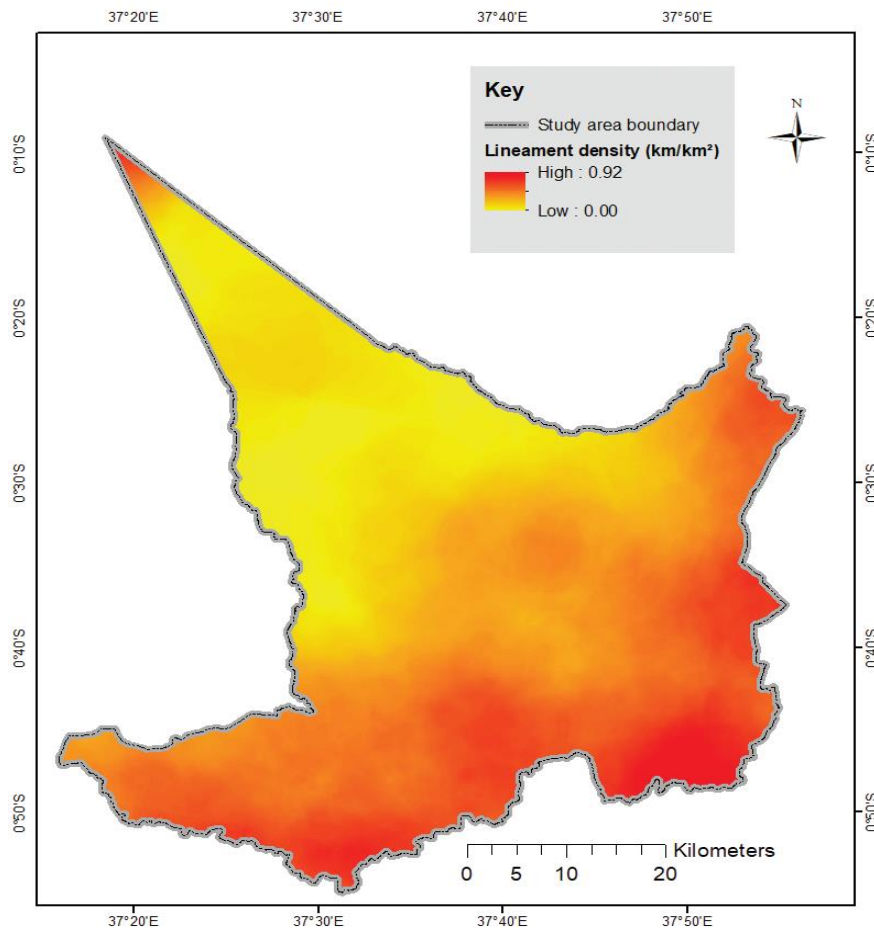 37°20'E 37°30'E 37°40'E 37°50'E
Key
Study area boundary
Lineament density (km/km²)
High : 0.92
Low : 0.00
N
0°10'S 0°10'S
0°20'S 0°20'S
0°30'S 0°30'S
0°40'S 0°40'S
0°50'S 0°50'S
Kilometers
0 5 10 20
37°20'E 37°30'E 37°40'E 37°50'E